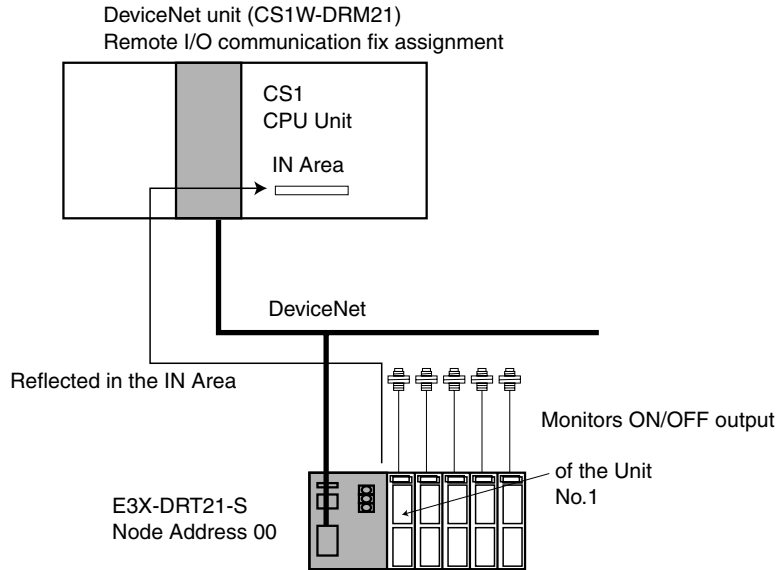 DeviceNet unit (CS1W-DRM21)
Remote I/O communication fix assignment
CS1
CPU Unit
IN Area
DeviceNet
Reflected in the IN Area
Monitors ON/OFF output
of the Unit
No.1
E3X-DRT21-S
Node Address 00